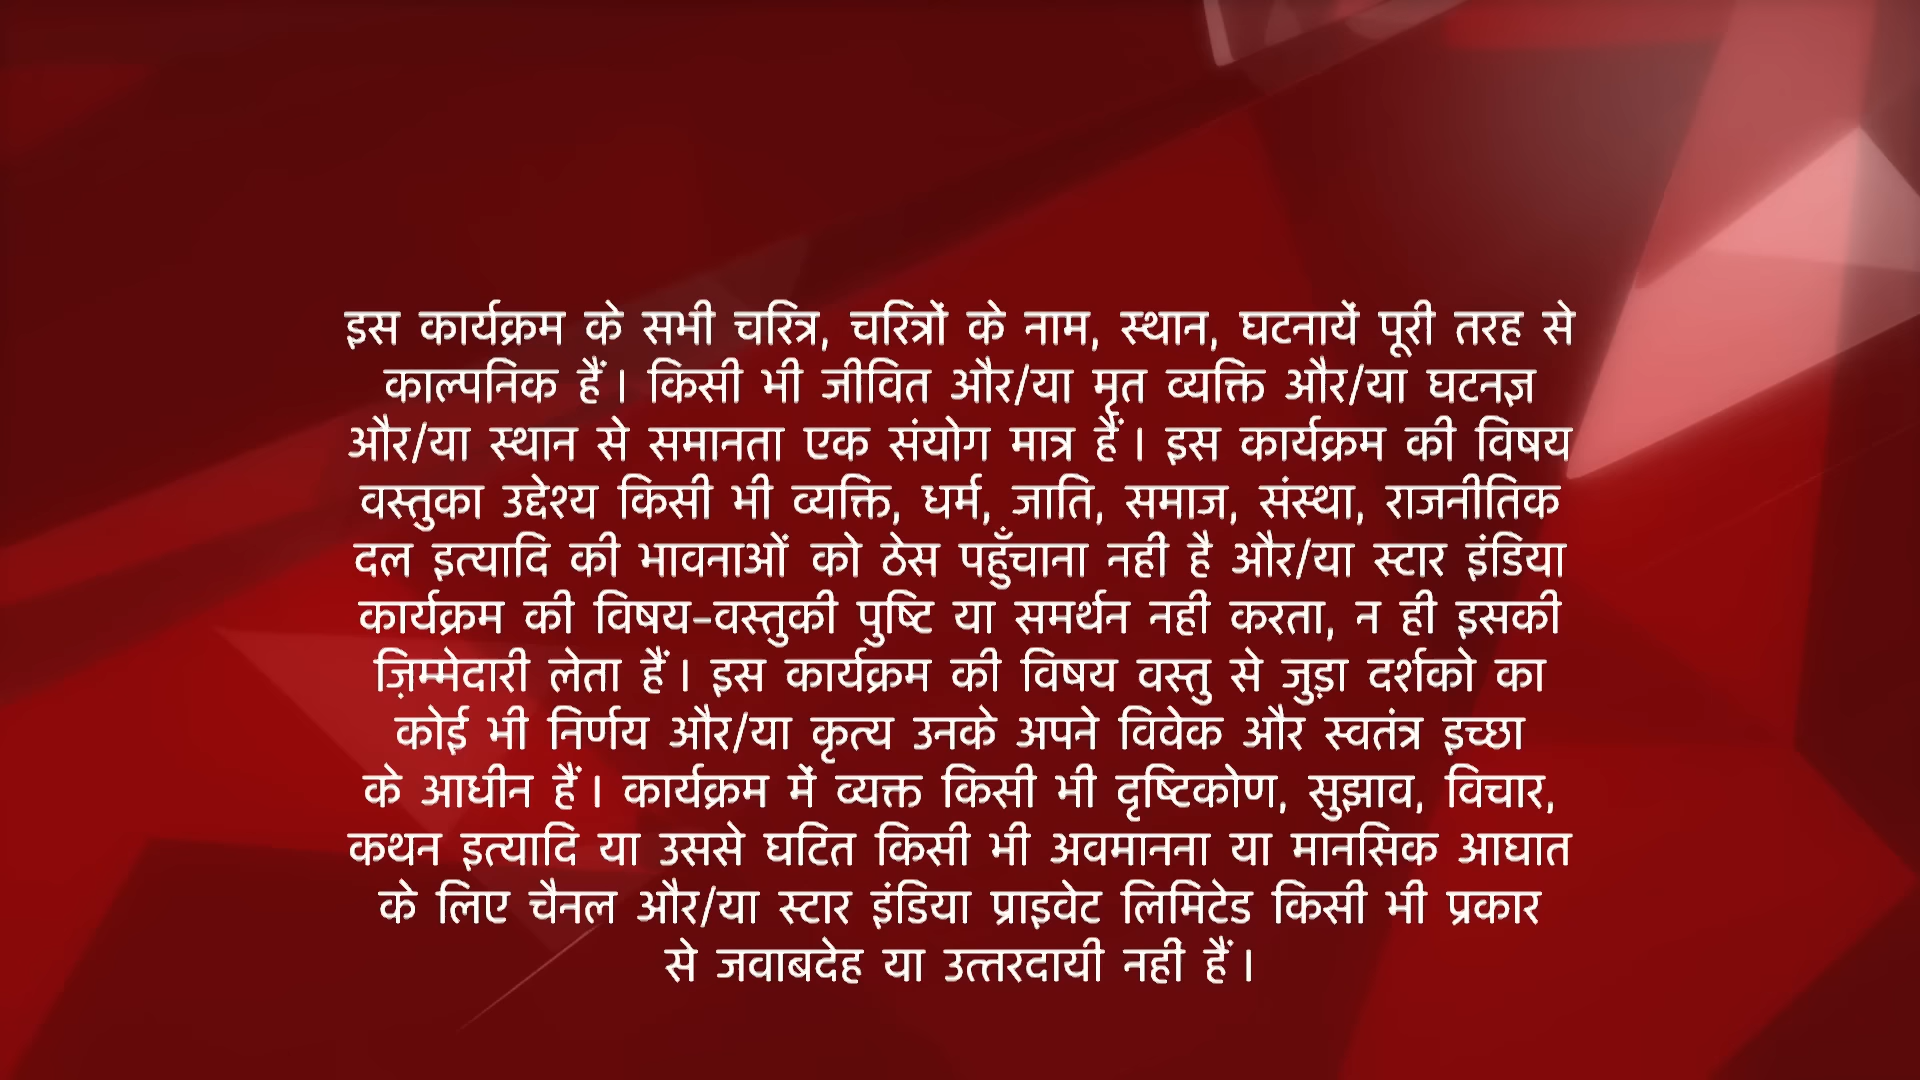 इस कार्यक्रम के सभी चरित्र, चरित्रों के नाम, स्थान, घटनायें पूरी तरह से
काल्पनिक हैं। किसी भी जीवित और/या मृत व्यक्ति और/या घटनज्ञ
और/या स्थान से समानता एक संयोग मात्र हैं। इस कार्यक्रम की विषय
वस्तुका उद्देश्य किसी भी व्यक्ति, धर्म, जाति, समाज, संस्था, राजनीतिक
दल इत्यादि की भावनाओं को ठेस पहुँचाना नही है और/या स्टार इंडिया
कार्यक्रम की विषय-वस्तुकी पुष्टि या समर्थन नही करता, न ही इसकी
ज़िम्मेदारी लेता हैं। इस कार्यक्रम की विषय वस्तु से जुड़ा दर्शको का
कोई भी निर्णय और/या कृत्य उनके अपने विवेक और स्वतंत्र इच्छा
के आधीन हैं। कार्यक्रम में व्यक्त किसी भी दृष्टिकोण, सुझाव, विचार,
कथन इत्यादि या उससे घटित किसी भी अवमानना या मानसिक आघात
के लिए चैनल और/या स्टार इंडिया प्राइवेट लिमिटेड किसी भी प्रकार
से जवाबदेह या उत्तरदायी नही हैं।